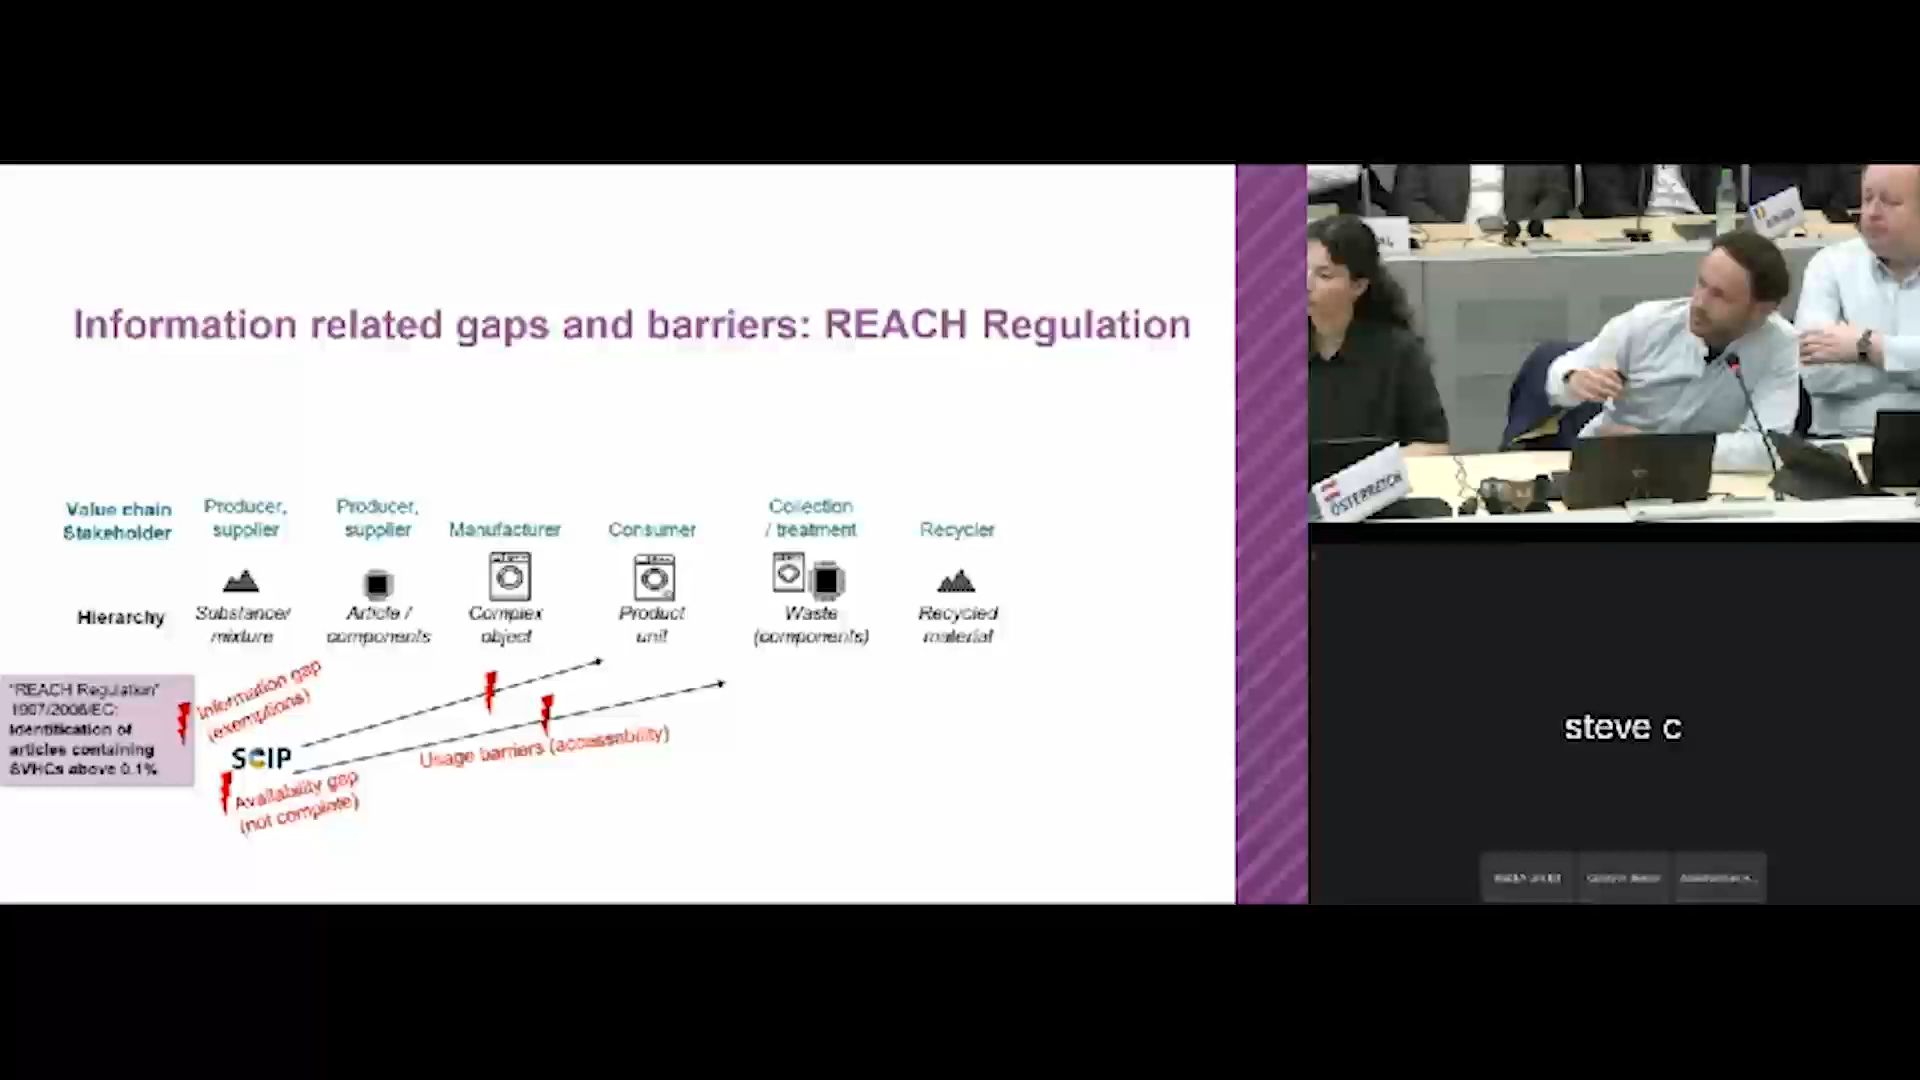 Information related gaps and barriers: REACH Regulation
Value chain
Stakeholder
Producer,
supplier
Producer,
supplier
Manufacturer
Consumer
Collection
/ treatment
Recycler
Hierarchy
Substance/
mixture
Article /
components
Complex
object
Product
unit
Waste
(components)
Recycled
material
"REACH Regulation"
1907/2006/EC:
Identification of
articles containing
SVHCs above 0.1%
Information gap
(exemptions)
SCIP
Usage barriers (accessability)
Availability gap
(not complete)
ÖSTERREICH
steve c